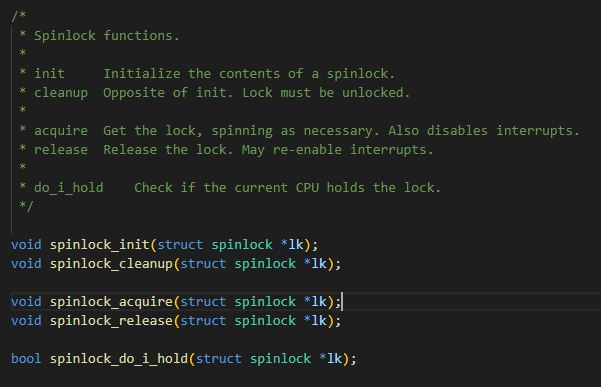 /*
 * Spinlock functions.
 *
 * init     Initialize the contents of a spinlock.
 * cleanup  Opposite of init. Lock must be unlocked.
 *
 * acquire  Get the lock, spinning as necessary. Also disables interrupts.
 * release  Release the lock. May re-enable interrupts.
 *
 * do_i_hold    Check if the current CPU holds the lock.
 */

void spinlock_init(struct spinlock *lk);
void spinlock_cleanup(struct spinlock *lk);

void spinlock_acquire(struct spinlock *lk);
void spinlock_release(struct spinlock *lk);

bool spinlock_do_i_hold(struct spinlock *lk);